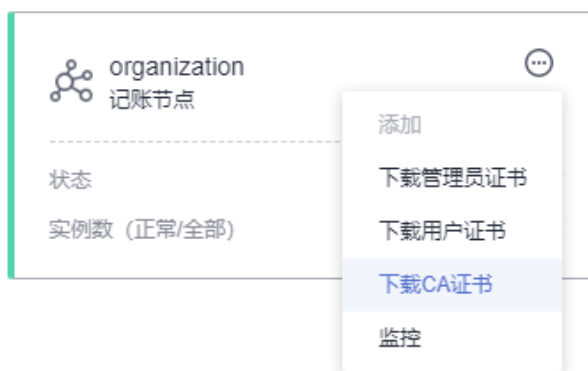 organization
记账节点
添加
状态
下载管理员证书
实例数 (正常/全部)
下载用户证书
下载CA证书
监控